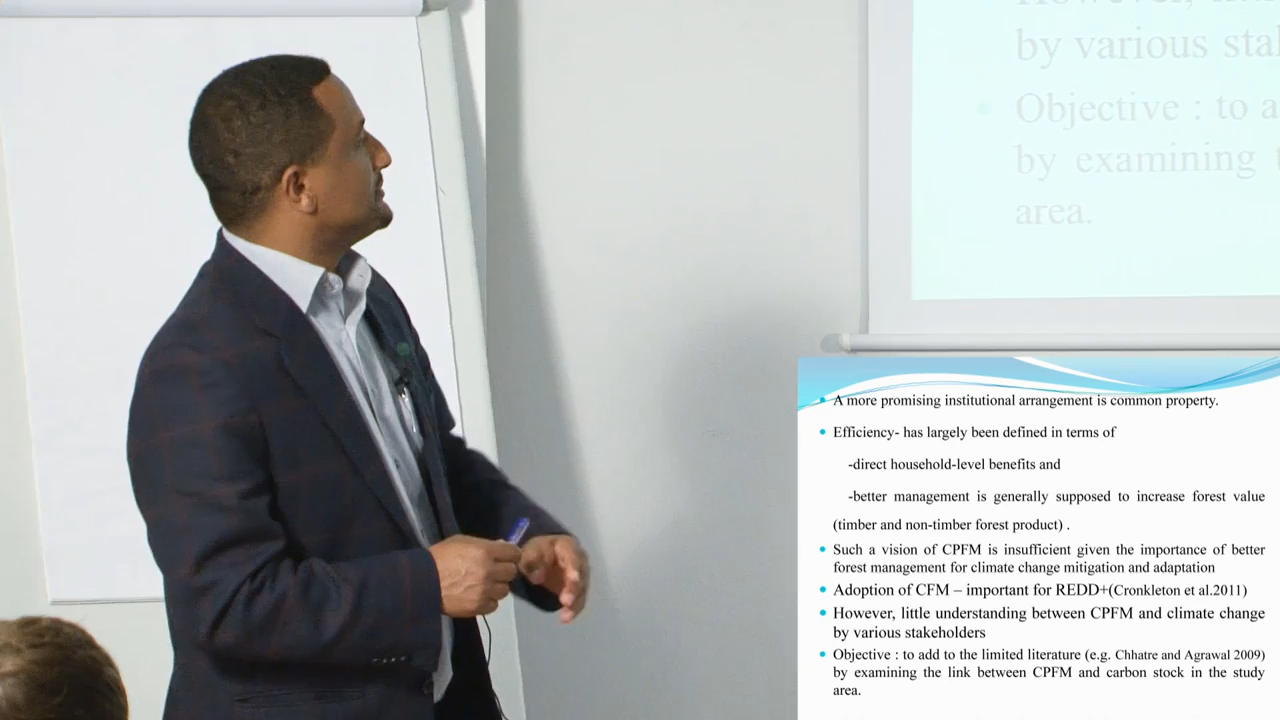 However,
by various
Objective : to a
by examining
area.
A more promising institutional arrangement is common property.
Efficiency- has largely been defined in terms of
-direct household-level benefits and
-better management is generally supposed to increase forest value
(timber and non-timber forest product) .
Such a vision of CPFM is insufficient given the importance of better
forest management for climate change mitigation and adaptation
Adoption of CFM – important for REDD+(Cronkleton et al.2011)
However, little understanding between CPFM and climate change
by various stakeholders
Objective : to add to the limited literature (e.g. Chhatre and Agrawal 2009)
by examining the link between CPFM and carbon stock in the study
area.